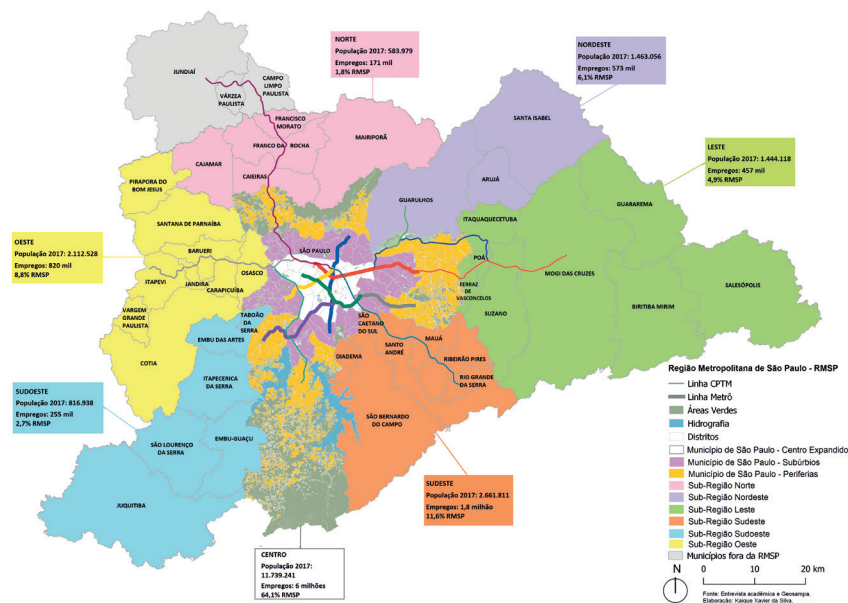 NORTE
População 2017: 583.979
Empregos: 171 mil
1,8% RMSP
NORDESTE
População 2017: 1.463.056
Empregos: 573 mil
6,1% RMSP
LESTE
População 2017: 1.444.118
Empregos: 457 mil
4,9% RMSP
OESTE
População 2017: 2.112.528
Empregos: 820 mil
8,8% RMSP
SUDOESTE
População 2017: 816.938
Empregos: 255 mil
2,7% RMSP
SUDESTE
População 2017: 2.661.811
Empregos: 1,8 milhão
11,6% RMSP
CENTRO
População 2017:
11.739.241
Empregos: 6 milhões
64,1% RMSP
JUNDIAÍ
CAMPO
LIMPO
PAULISTA
VÁRZEA
PAULISTA
FRANCISCO
MORATO
FRANCO DA ROCHA
MAIRIPORÃ
CAJAMAR
CAIEIRAS
SANTA ISABEL
ARUJÁ
GUARULHOS
GUARAREMA
ITAQUAQUECETUBA
POÁ
MOGI DAS CRUZES
FERRAZ DE
VASCONCELOS
SUZANO
BIRITIBA MIRIM
SALESÓPOLIS
PIRAPORA DO
BOM JESUS
SANTANA DE PARNAÍBA
BARUERI
OSASCO
ITAPEVI
JANDIRA
CARAPICUÍBA
VARGEM
GRANDE
PAULISTA
COTIA
SÃO PAULO
TABOÃO DA
SERRA
EMBU DAS ARTES
ITAPECERICA
DA SERRA
EMBU-GUAÇU
SÃO LOURENÇO
DA SERRA
JUQUITIBA
SÃO
CAETANO
DO SUL
DIADEMA
SANTO
ANDRÉ
MAUÁ
RIBEIRÃO PIRES
RIO GRANDE
DA SERRA
SÃO BERNARDO
DO CAMPO
Região Metropolitana de São Paulo - RMSP
Linha CPTM
Linha Metrô
Áreas Verdes
Hidrografia
Distritos
Município de São Paulo - Centro Expandido
Município de São Paulo - Subúrbios
Município de São Paulo - Periferias
Sub-Região Norte
Sub-Região Nordeste
Sub-Região Leste
Sub-Região Sudeste
Sub-Região Sudoeste
Sub-Região Oeste
Municípios fora da RMSP
N
0 10 20 km
Fonte: Entrevista acadêmica e Geosampa.
Elaboração: Kaique Xavier da Silva.